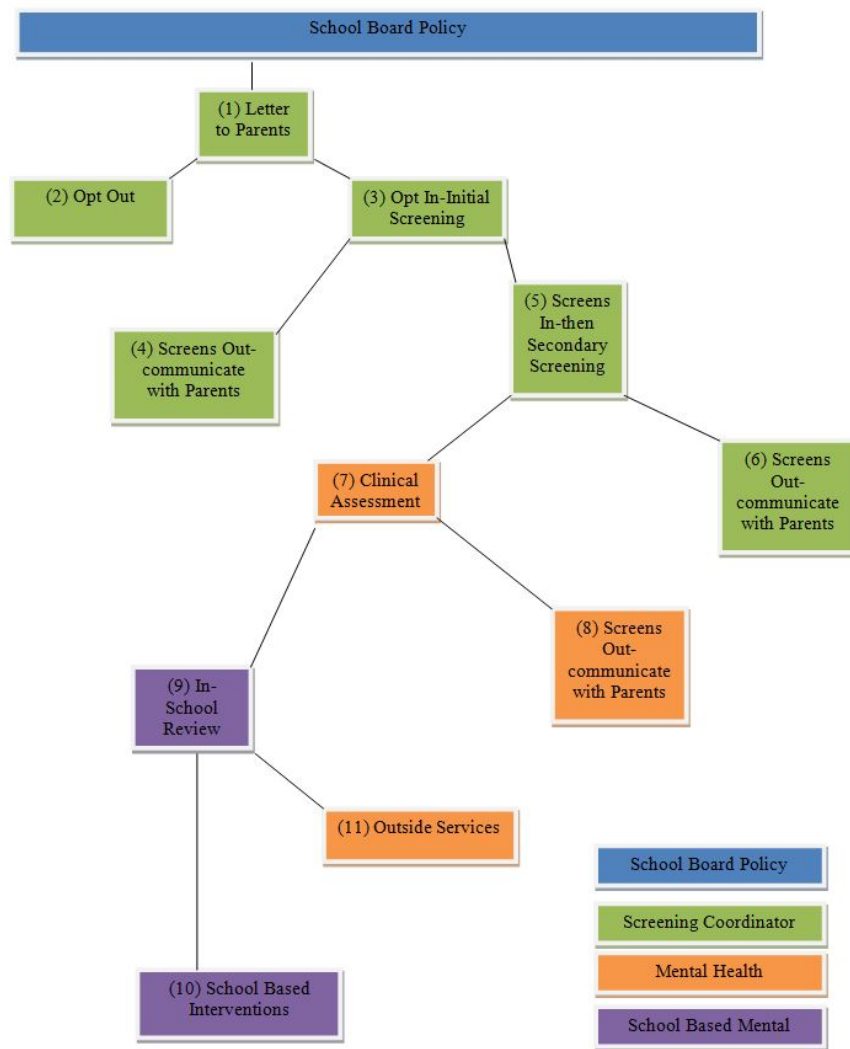 School Board Policy
(1) Letter
to Parents
(2) Opt Out
(3) Opt In-Initial
Screening
(4) Screens Out-
communicate
with Parents
(5) Screens
In-then
Secondary
Screening
(6) Screens
Out-
communicate
with Parents
(7) Clinical
Assessment
(8) Screens
Out-
communicate
with Parents
(9) In-
School
Review
(11) Outside Services
(10) School Based
Interventions
School Board Policy
Screening Coordinator
Mental Health
School Based Mental